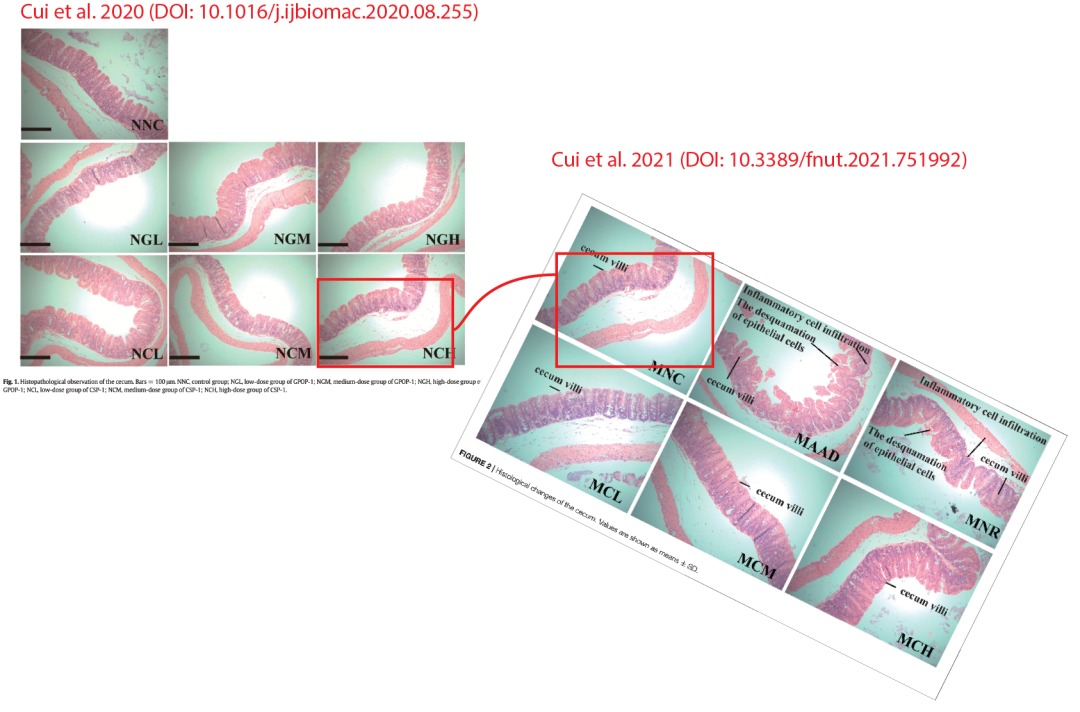 Cui et al. 2020 (DOI: 10.1016/j.ijbiomac.2020.08.255)
NNC
NGL
NGM
NGH
NCL
NCM
NCH
Fig. 1. Histopathological observation of the cecum. Bars = 100 μm. NNC, control group; NGL, low-dose group of GPOP-1; NGM, medium-dose group of GPOP-1; NGH, high-dose group o
GPOP-1; NCL, low-dose group of CSP-1; NCM, medium-dose group of CSP-1; NCH, high-dose group of CSP-1.
Cui et al. 2021 (DOI: 10.3389/fnut.2021.751992)
cecum villi
MNC
Inflammatory cell infiltration
The desquamation
of epithelial cells
cecum villi
MAAD
Inflammatory cell infiltration
The desquamation
of epithelial cells
cecum villi
MNR
cecum villi
MCL
cecum villi
MCM
cecum villi
MCH
FIGURE 2 | Histological changes of the cecum. Values are shown as means ± SD.